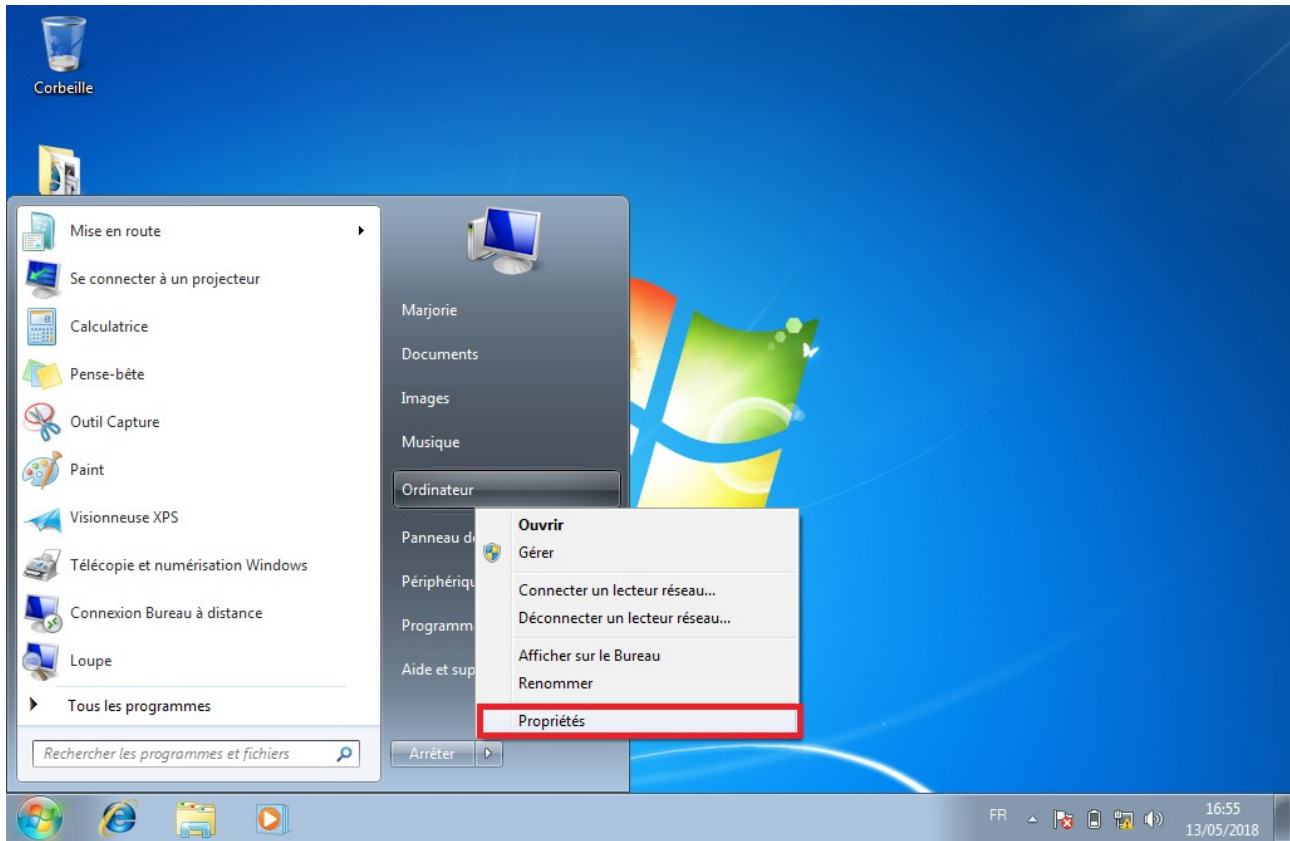 Corbeille
Mise en route
Se connecter à un projecteur
Calculatrice
Pense-bête
Outil Capture
Paint
Visionneuse XPS
Télécopie et numérisation Windows
Connexion Bureau à distance
Loupe
Tous les programmes
Rechercher les programmes et fichiers
Marjorie
Documents
Images
Musique
Ordinateur
Panneau d
Périphériqu
Programm
Aide et sup
Arrêter
Ouvrir
Gérer
Connecter un lecteur réseau...
Déconnecter un lecteur réseau...
Afficher sur le Bureau
Renommer
Propriétés
FR
16:55
13/05/2018